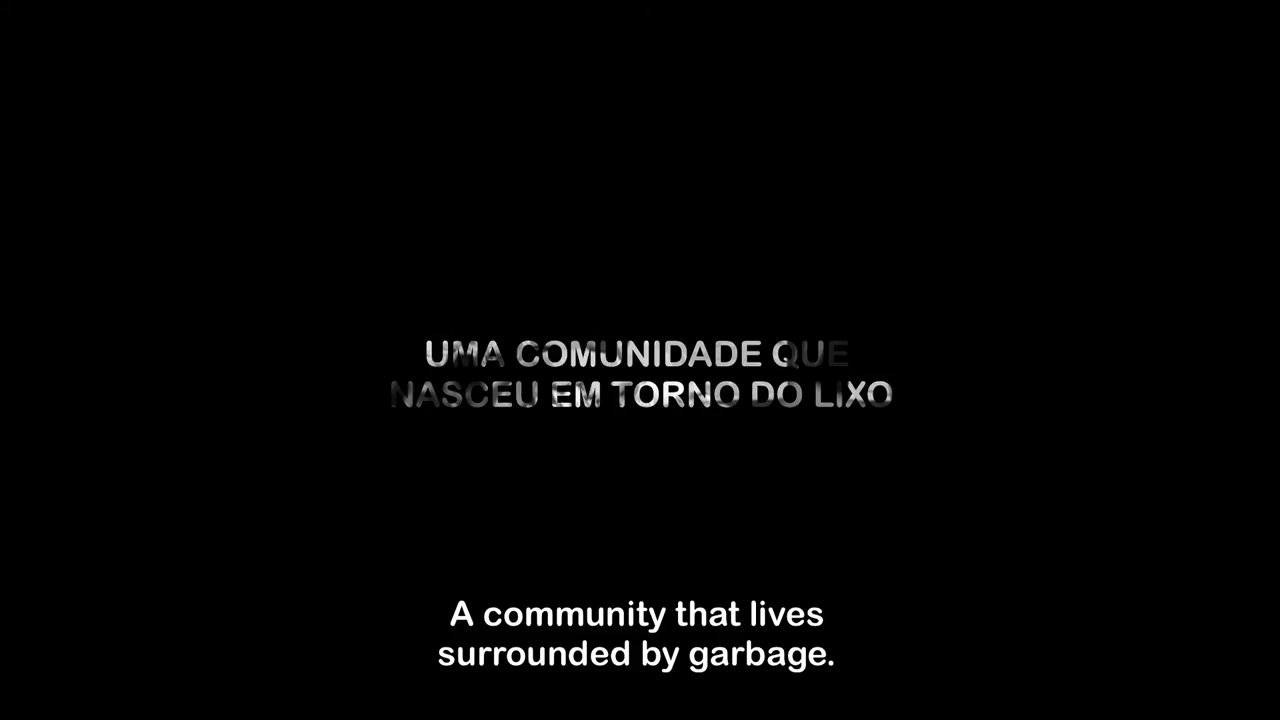 UMA COMUNIDADE QUE
NASCEU EM TORNO DO LIXO
A community that lives
surrounded by garbage.